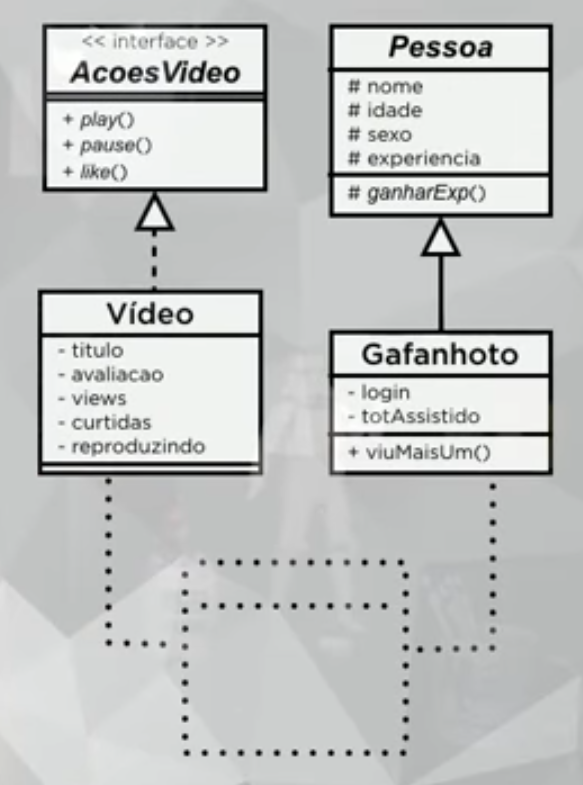 << interface >>
AcoesVideo
+ play()
+ pause()
+ like()
Pessoa
# nome
# idade
# sexo
# experiencia
# ganharExp()
Vídeo
- titulo
- avaliacao
- views
- curtidas
- reproduzindo
Gafanhoto
- login
- totAssistido
+ viuMaisUm()